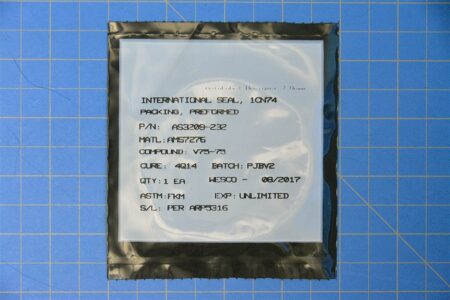 INTERNATIONAL SEAL, 1CN74
PACKING, PREFORMED
P/N: AS3209-232
MATL: AMS7276
COMPOUND: V75-75
CURE: 4Q14 BATCH: PJBV2
QTY: 1 EA WESCO - 08/2017
ASTM: FKM EXP: UNLIMITED
S/L: PER ARP5316